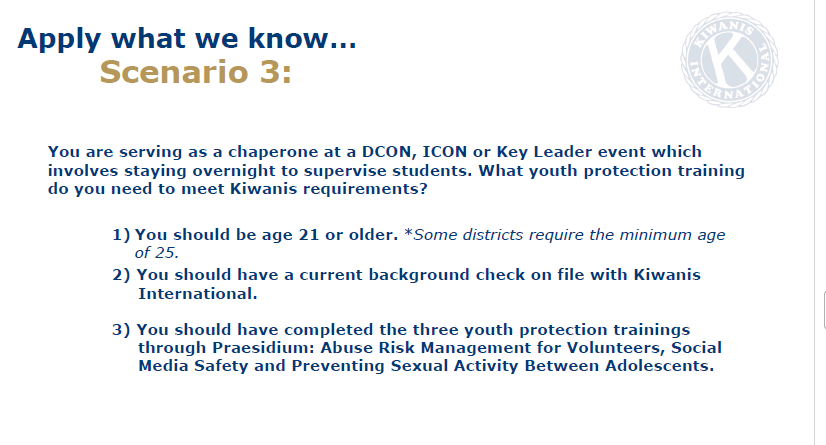 Apply what we know...
Scenario 3:
KIWANIS
K
INTERNATIONAL
You are serving as a chaperone at a DCON, ICON or Key Leader event which
involves staying overnight to supervise students. What youth protection training
do you need to meet Kiwanis requirements?
1) You should be age 21 or older. *Some districts require the minimum age
of 25.
2) You should have a current background check on file with Kiwanis
International.
3) You should have completed the three youth protection trainings
through Praesidium: Abuse Risk Management for Volunteers, Social
Media Safety and Preventing Sexual Activity Between Adolescents.